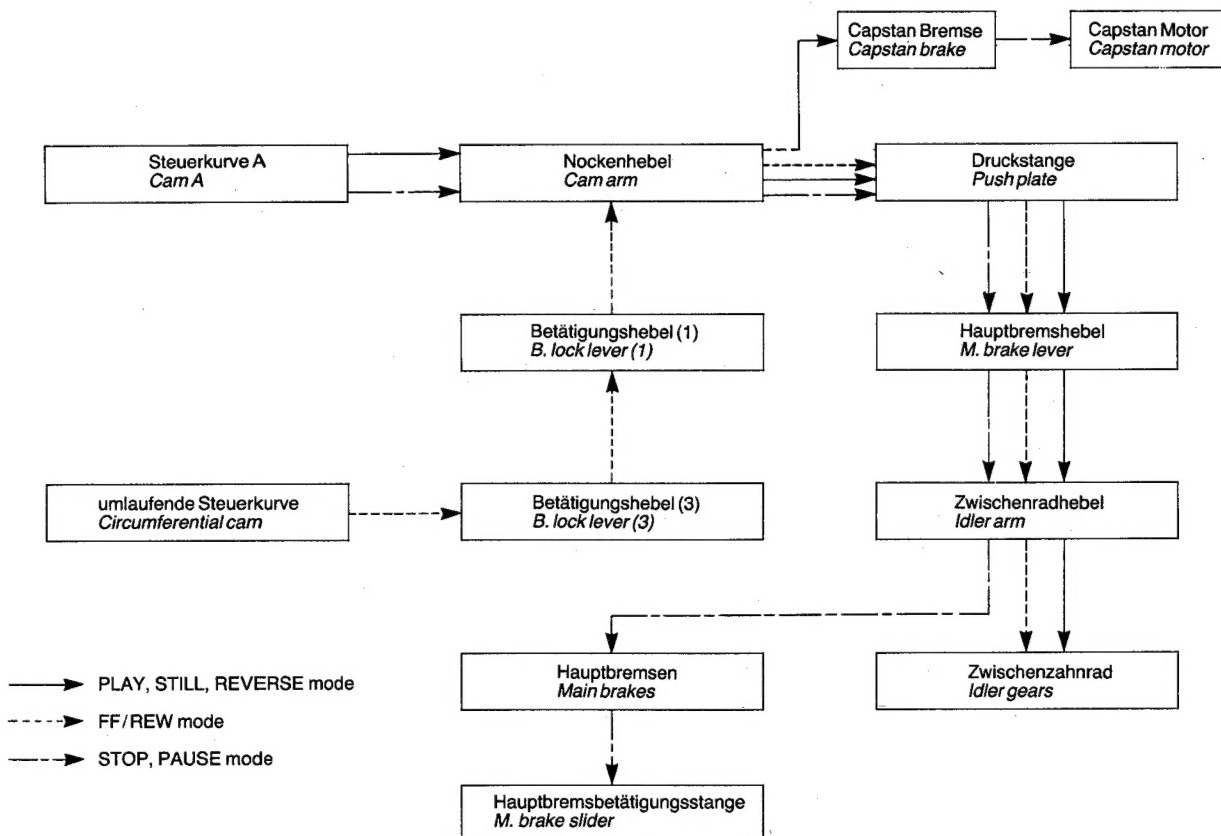 Capstan Bremse
Capstan brake
Capstan Motor
Capstan motor
Steuerkurve A
Cam A
Nockenhebel
Cam arm
Druckstange
Push plate
Betätigungshebel (1)
B. lock lever (1)
Hauptbremshebel
M. brake lever
umlaufende Steuerkurve
Circumferential cam
Betätigungshebel (3)
B. lock lever (3)
Zwischenradhebel
Idler arm
Hauptbremsen
Main brakes
Zwischenzahnrad
Idler gears
PLAY, STILL, REVERSE mode
FF/REW mode
STOP, PAUSE mode
Hauptbremsbetätigungsstange
M. brake slider